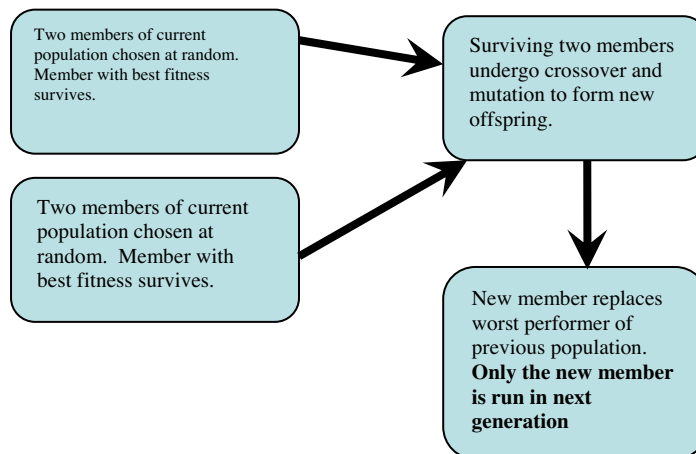 Two members of current
population chosen at random.
Member with best fitness
survives.
Surviving two members
undergo crossover and
mutation to form new
offspring.
Two members of current
population chosen at
random. Member with
best fitness survives.
New member replaces
worst performer of
previous population.
Only the new member
is run in next
generation